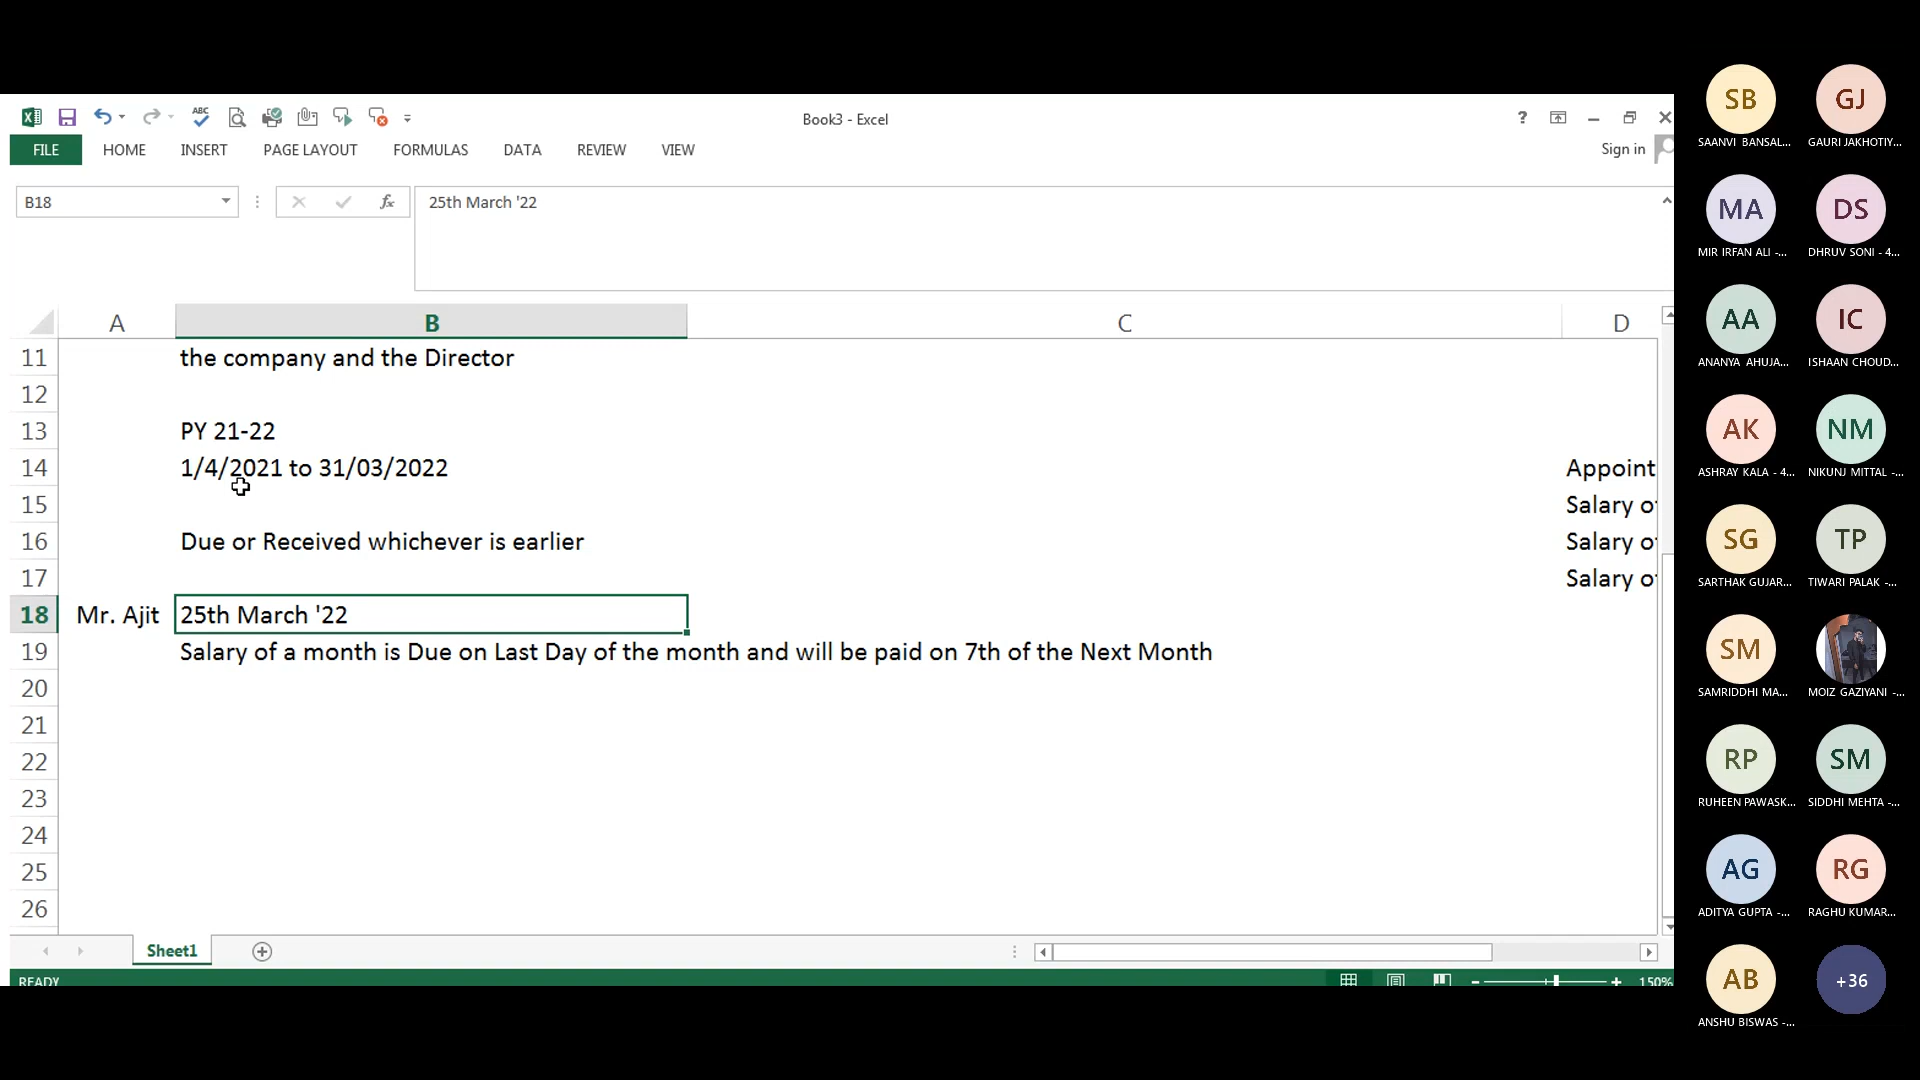 Book3 - Excel
?
FILE HOME INSERT PAGE LAYOUT FORMULAS DATA REVIEW VIEW
Sign in
B18
fx
25th March '22
A B C D
11 the company and the Director
12
13 PY 21-22
14 1/4/2021 to 31/03/2022 Appoint
15 Salary of
16 Due or Received whichever is earlier Salary of
17 Salary of
18 Mr. Ajit 25th March '22
19 Salary of a month is Due on Last Day of the month and will be paid on 7th of the Next Month
20
21
22
23
24
25
26
Sheet1
READY
150%
SB GJ
SAANVI BANSAL... GAURI JAKHOTIY...
MA DS
MIR IRFAN ALI -... DHRUV SONI - 4...
AA IC
ANANYA AHUJA... ISHAAN CHOUD...
AK NM
ASHRAY KALA - 4... NIKUNJ MITTAL -...
SG TP
SARTHAK GUJAR... TIWARI PALAK -...
SM
SAMRIDDHI MA... MOIZ GAZIYANI -...
RP SM
RUHEEN PAWASK... SIDDHI MEHTA -...
AG RG
ADITYA GUPTA -... RAGHU KUMAR...
AB +36
ANSHU BISWAS -...